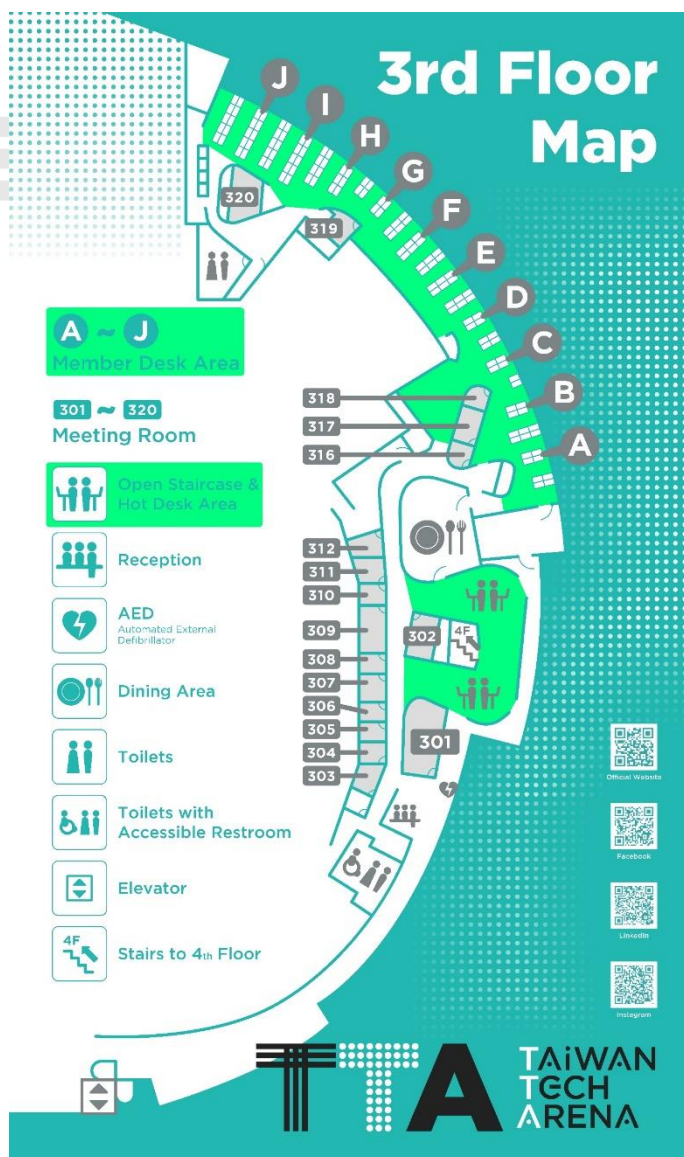 3rd Floor
Map
J
I
H
G
F
E
D
C
B
A
320
319
A ~ J
Member Desk Area
301 ~ 320
Meeting Room
318
317
316
Open Staircase &
Hot Desk Area
Reception
AED
Automated External
Defibrillator
Dining Area
Toilets
Toilets with
Accessible Restroom
Elevator
4F
Stairs to 4th Floor
312
311
310
309
308
307
306
305
304
303
302
4F
301
Official Website
Facebook
LinkedIn
Instagram
TTA
TAiWAN
TECH
ARENA